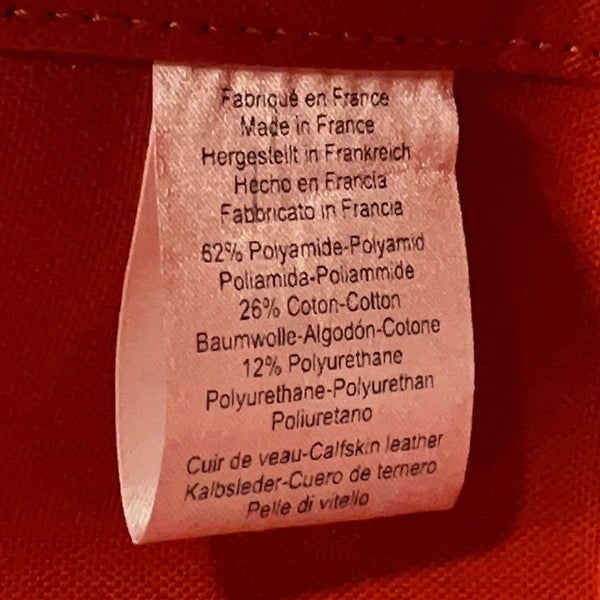 Fabriqué en France
Made in France
Hergestellt in Frankreich
Hecho en Francia
Fabbricato in Francia
62% Polyamide-Polyamid
Poliamida-Poliammide
26% Coton-Cotton
Baumwolle-Algodón-Cotone
12% Polyuréthane
Polyurethane-Polyurethan
Poliuretano
Cuir de veau-Calfskin leather
Kalbsleder-Cuero de ternero
Pelle di vitello